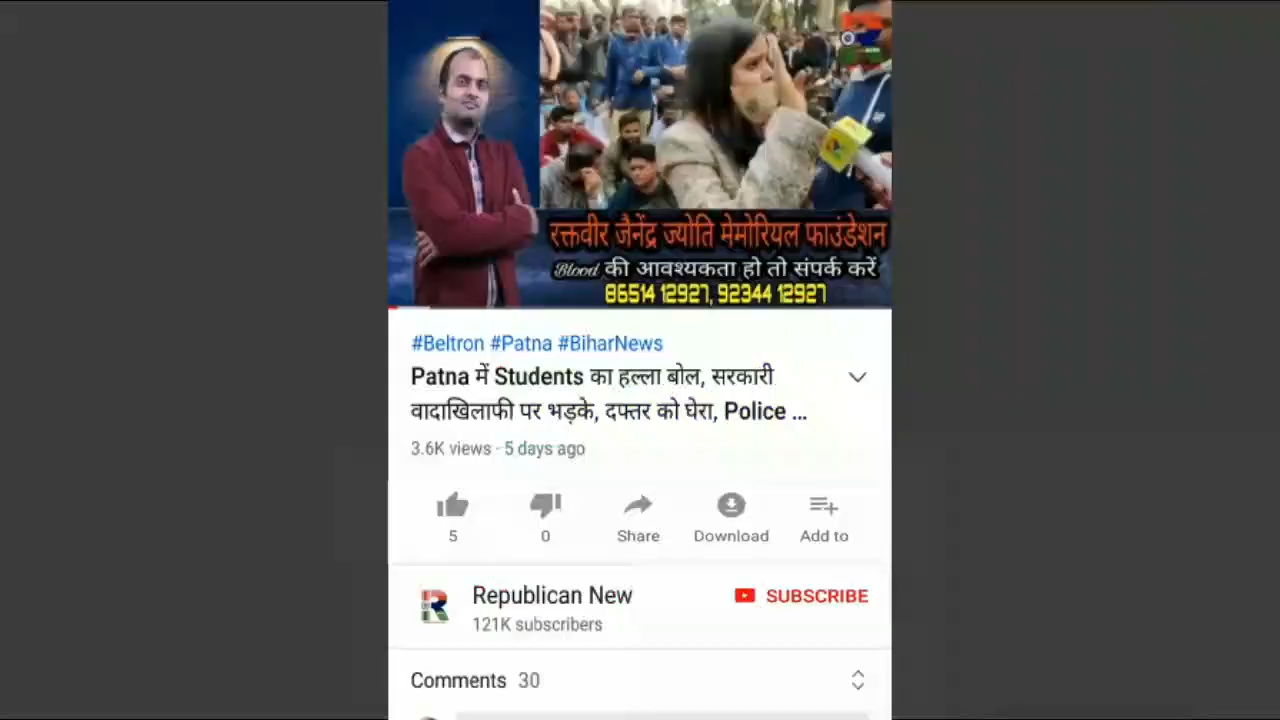 रक्तवीर जैनेंद्र ज्योति मेमोरियल फाउंडेशन
Blood की आवश्यकता हो तो संपर्क करें
86514 12927, 92344 12927
#Beltron #Patna #BiharNews
Patna में Students का हल्ला बोल, सरकारी
वादाखिलाफी पर भड़के, दफ्तर को घेरा, Police ...
3.6K views · 5 days ago
5 0 Share Download Add to
Republican New SUBSCRIBE
121K subscribers
Comments 30